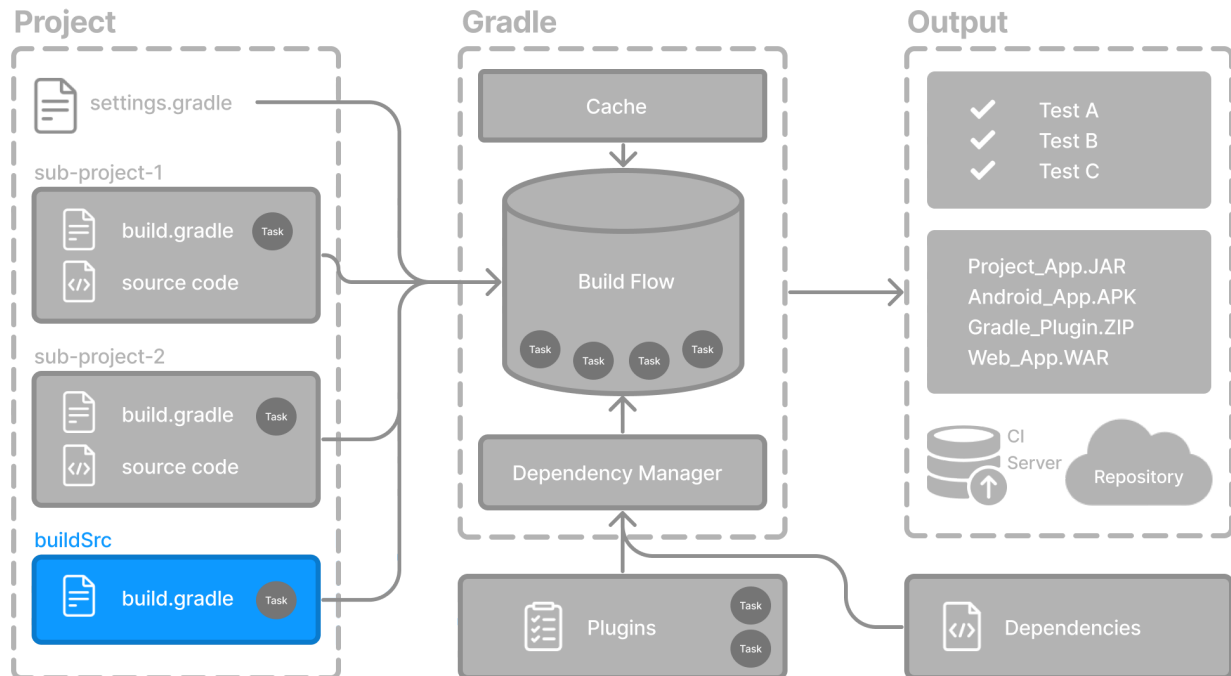 Project
settings.gradle
sub-project-1
build.gradle
Task
source code
sub-project-2
build.gradle
Task
source code
buildSrc
build.gradle
Task
Gradle
Cache
Build Flow
Task
Task
Task
Task
Dependency Manager
Plugins
Task
Task
Output
Test A
Test B
Test C
Project_App.JAR
Android_App.APK
Gradle_Plugin.ZIP
Web_App.WAR
CI
Server
Repository
Dependencies